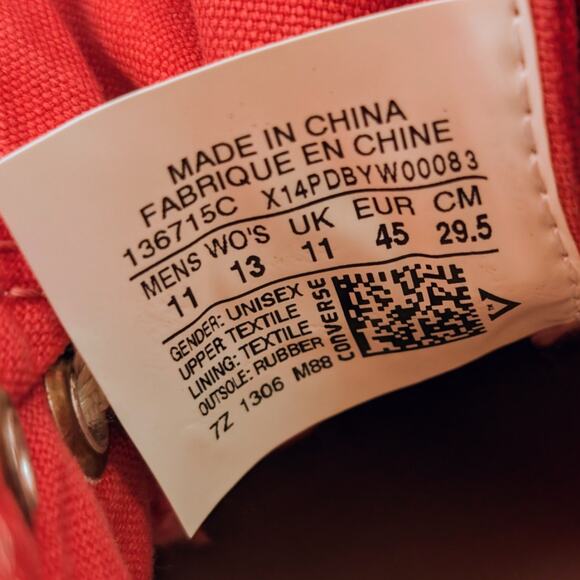 MADE IN CHINA
FABRIQUE EN CHINE
136715C X14PDBYW00083
MENS WO'S UK EUR CM
11 13 11 45 29.5
GENDER: UNISEX
UPPER: TEXTILE
LINING: TEXTILE
OUTSOLE: RUBBER
7Z 1306 M88
CONVERSE